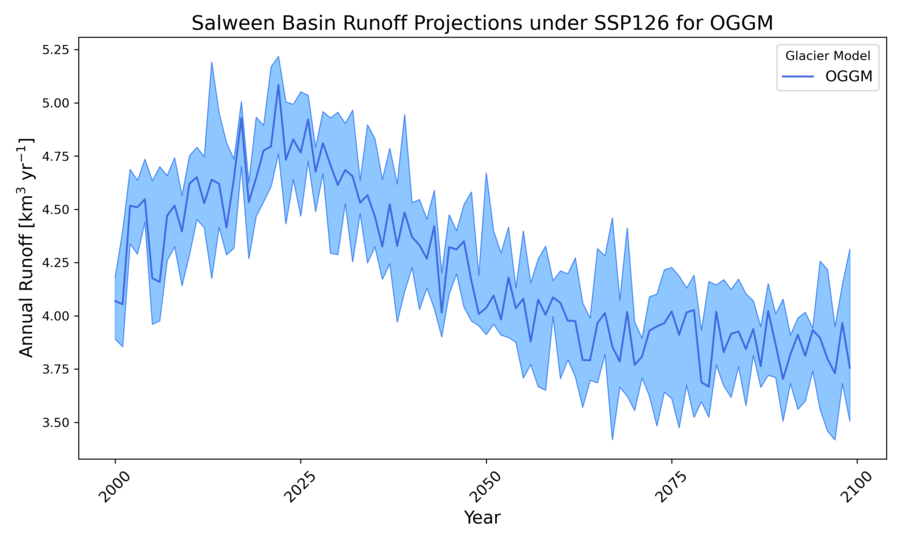 Salween Basin Runoff Projections under SSP126 for OGGM
Glacier Model
OGGM
Annual Runoff [km³ yr⁻¹]
5.25
5.00
4.75
4.50
4.25
4.00
3.75
3.50
2000
2025
2050
2075
2100
Year